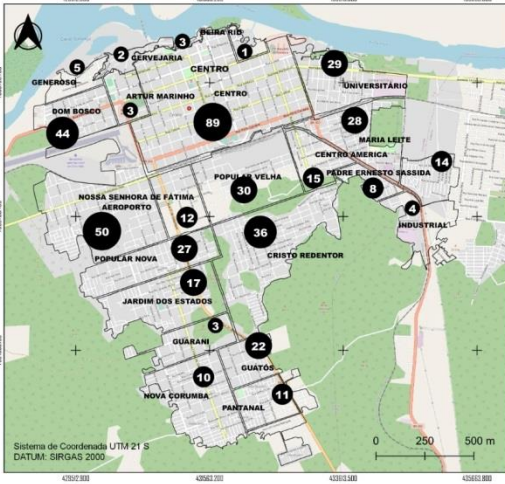 BEIRA RIO
3
1
2
CERVEJARIA
5
CENTRO
29
GENEROSO
UNIVERSITÁRIO
ARTUR MARINHO
CENTRO
DOM BOSCO
3
44
89
28
MARIA LEITE
CENTRO AMERICA
14
POPULAR VELHA
PADRE ERNESTO SASSIDA
30
15
8
NOSSA SENHORA DE FÁTIMA
AEROPORTO
12
4
50
36
INDUSTRIAL
27
POPULAR NOVA
CRISTO REDENTOR
17
JARDIM DOS ESTADOS
3
GUARANI
22
GUATÓS
10
11
NOVA CORUMBA
PANTANAL
Sistema de Coordenada UTM 21 S
DATUM: SIRGAS 2000
0 250 500 m